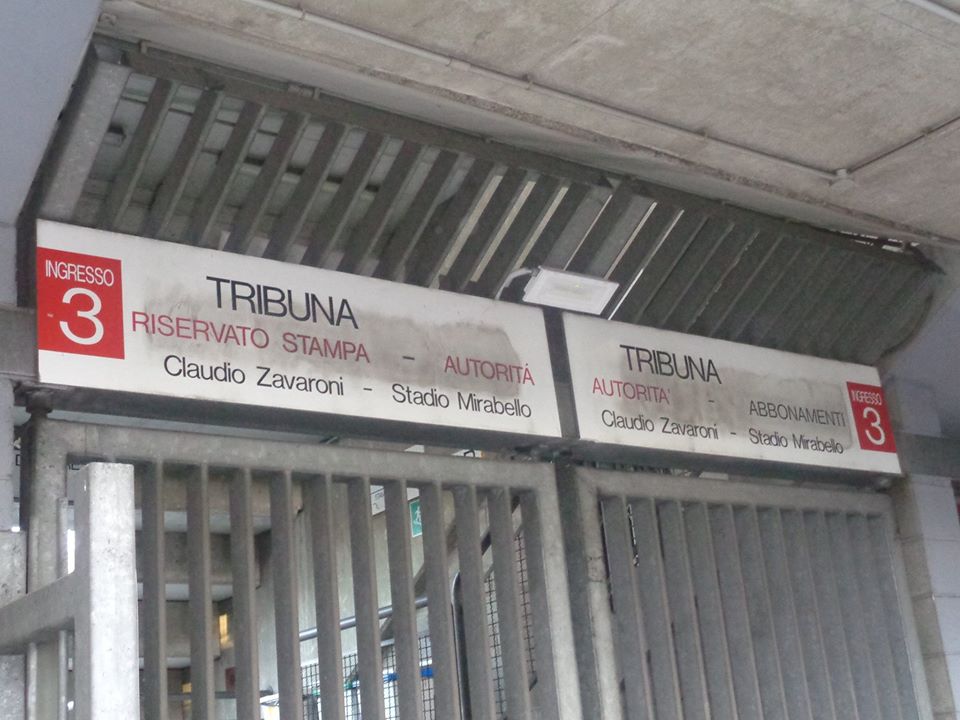 INGRESSO
3
TRIBUNA
RISERVATO STAMPA - AUTORITÁ
Claudio Zavaroni - Stadio Mirabello
TRIBUNA
AUTORITA' - ABBONAMENTI
Claudio Zavaroni - Stadio Mirabello
INGRESSO
3